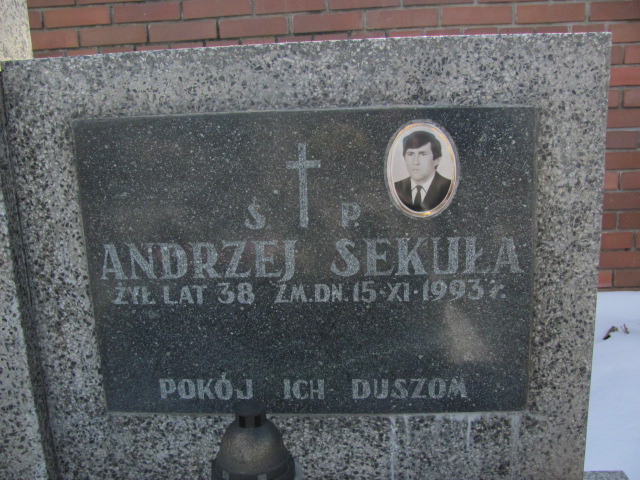 Ś P.
ANDRZEJ SEKUŁA
ŻYŁ LAT 38 ZM. DN. 15·XI·1993 r.
POKÓJ ICH DUSZOM